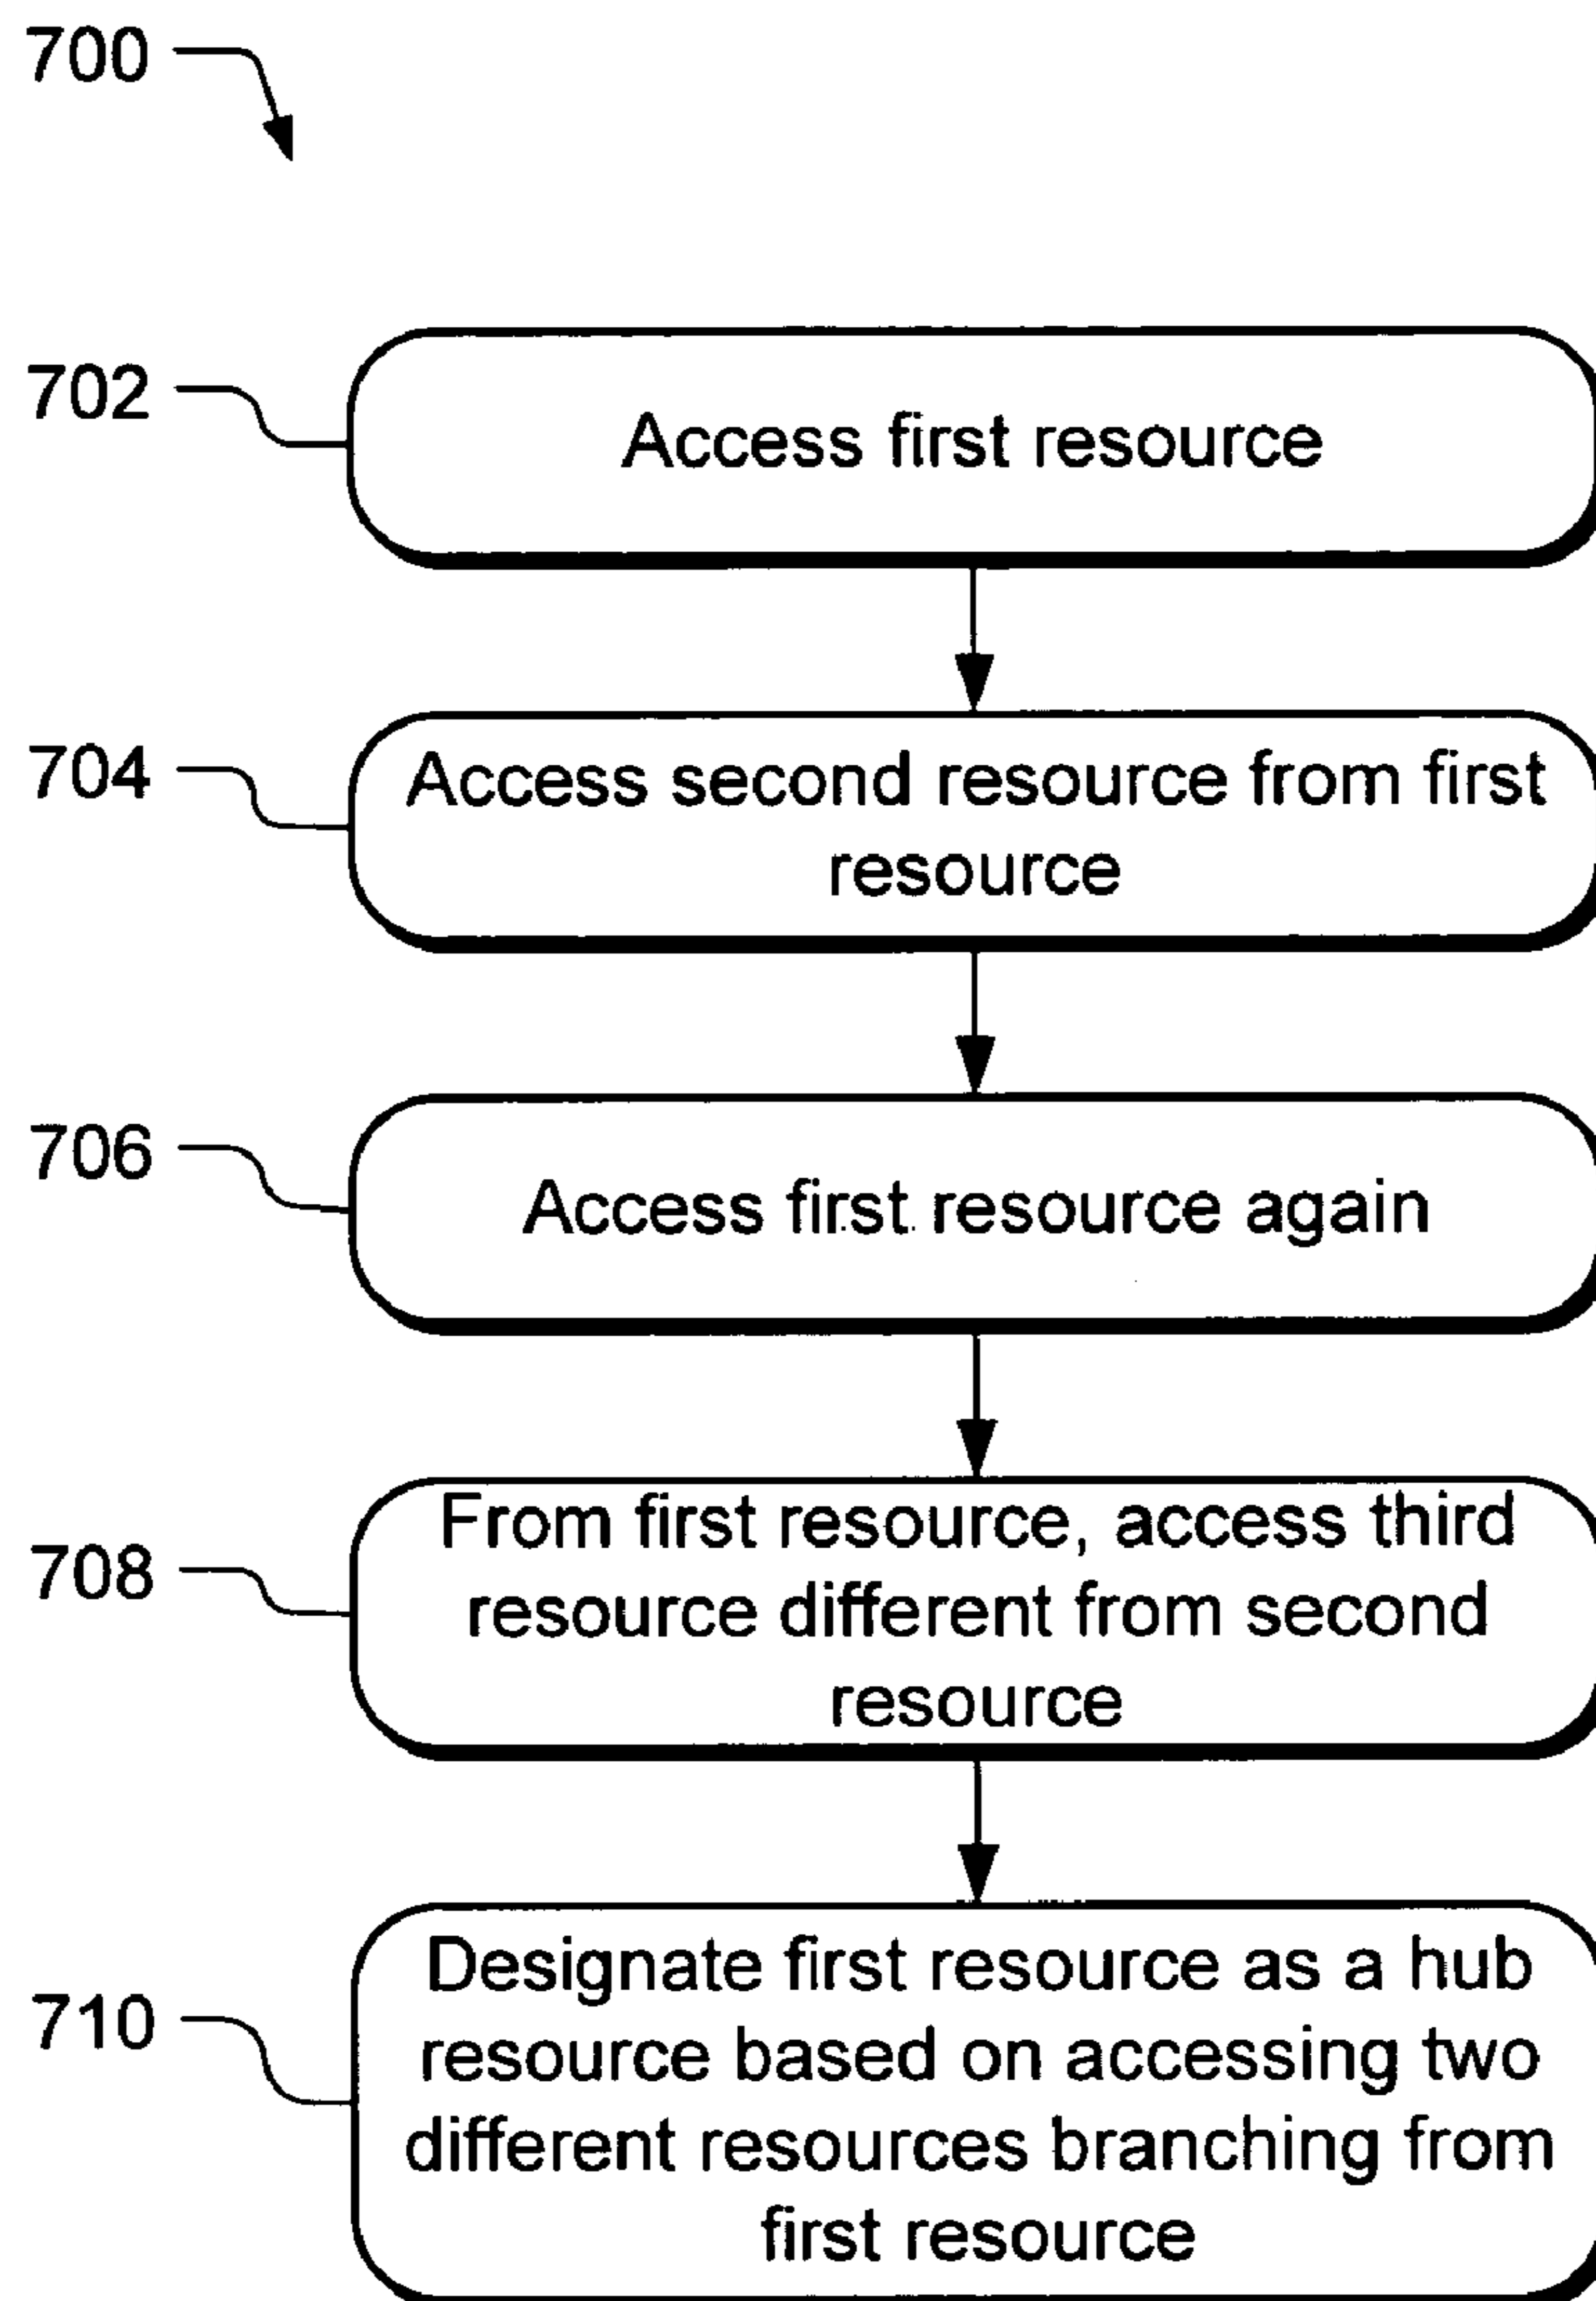 700
702
Access first resource
704
Access second resource from first
resource
706
Access first resource again
708
From first resource, access third
resource different from second
resource
710
Designate first resource as a hub
resource based on accessing two
different resources branching from
first resource